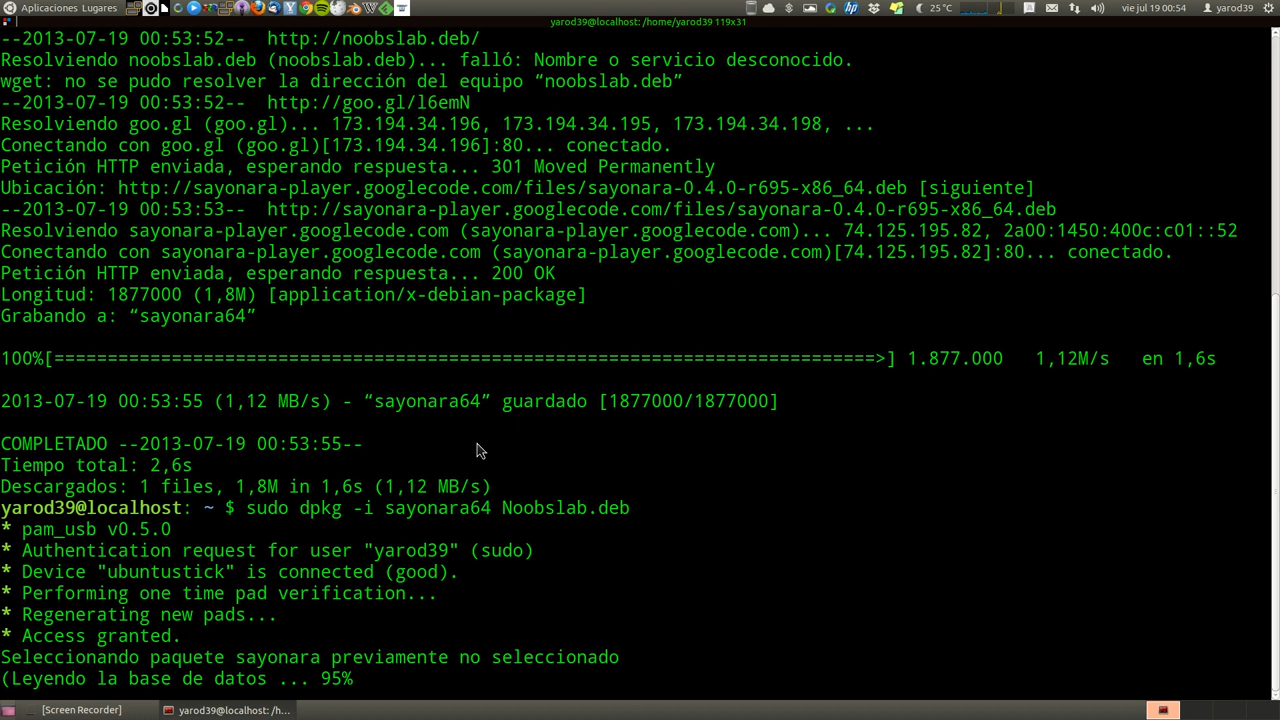 Aplicaciones Lugares
25°C
vie jul 19 00:54
yarod39
yarod39@localhost: /home/yarod39 119x31
--2013-07-19 00:53:52--  http://noobslab.deb/
Resolviendo noobslab.deb (noobslab.deb)... falló: Nombre o servicio desconocido.
wget: no se pudo resolver la dirección del equipo “noobslab.deb”
--2013-07-19 00:53:52--  http://goo.gl/l6emN
Resolviendo goo.gl (goo.gl)... 173.194.34.196, 173.194.34.195, 173.194.34.198, ...
Conectando con goo.gl (goo.gl)[173.194.34.196]:80... conectado.
Petición HTTP enviada, esperando respuesta... 301 Moved Permanently
Ubicación: http://sayonara-player.googlecode.com/files/sayonara-0.4.0-r695-x86_64.deb [siguiente]
--2013-07-19 00:53:53--  http://sayonara-player.googlecode.com/files/sayonara-0.4.0-r695-x86_64.deb
Resolviendo sayonara-player.googlecode.com (sayonara-player.googlecode.com)... 74.125.195.82, 2a00:1450:400c:c01::52
Conectando con sayonara-player.googlecode.com (sayonara-player.googlecode.com)[74.125.195.82]:80... conectado.
Petición HTTP enviada, esperando respuesta... 200 OK
Longitud: 1877000 (1,8M) [application/x-debian-package]
Grabando a: “sayonara64”
100%[=============================================================================>] 1.877.000   1,12M/s   en 1,6s
2013-07-19 00:53:55 (1,12 MB/s) - “sayonara64” guardado [1877000/1877000]
COMPLETADO --2013-07-19 00:53:55--
Tiempo total: 2,6s
Descargados: 1 files, 1,8M in 1,6s (1,12 MB/s)
yarod39@localhost: ~ $ sudo dpkg -i sayonara64 Noobslab.deb
* pam_usb v0.5.0
* Authentication request for user "yarod39" (sudo)
* Device "ubuntustick" is connected (good).
* Performing one time pad verification...
* Regenerating new pads...
* Access granted.
Seleccionando paquete sayonara previamente no seleccionado
(Leyendo la base de datos ... 95%
[Screen Recorder]
yarod39@localhost: /h...